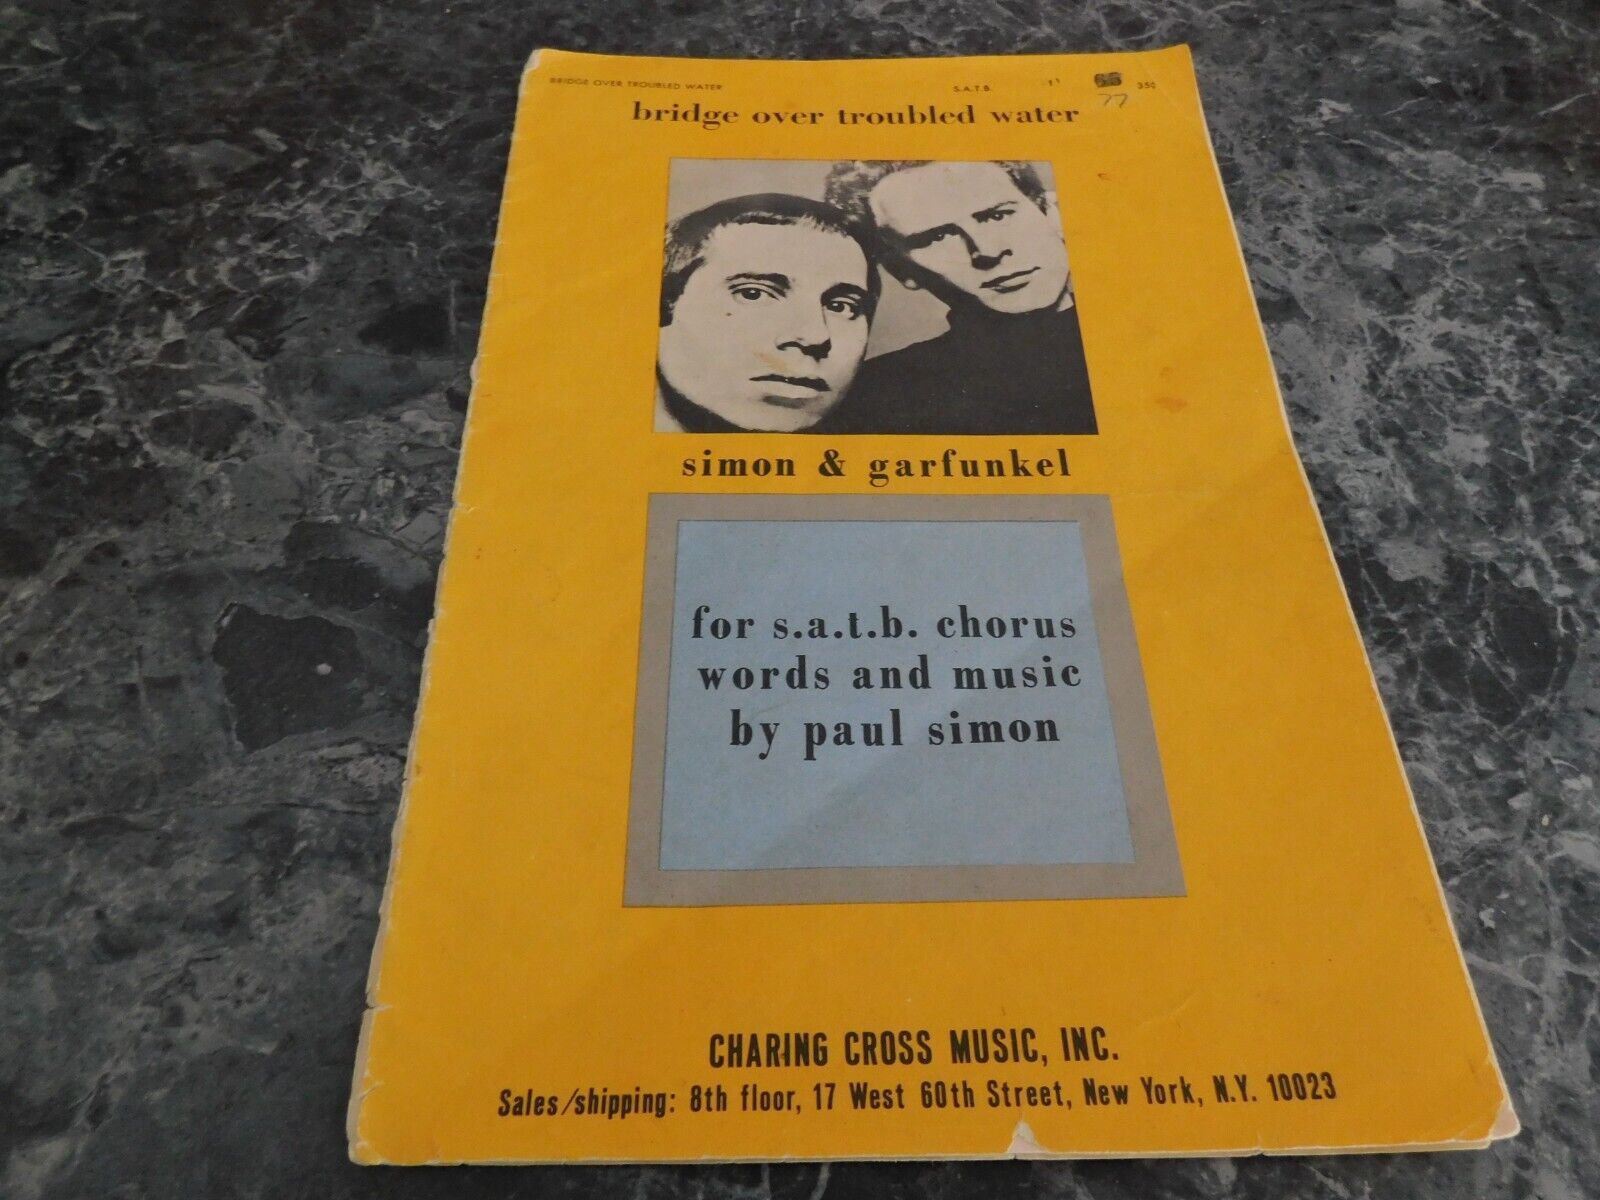 BRIDGE OVER TROUBLED WATER S.A.T.B. 35¢
77
bridge over troubled water
simon & garfunkel
for s.a.t.b. chorus
words and music
by paul simon
CHARING CROSS MUSIC, INC.
Sales/shipping: 8th floor, 17 West 60th Street, New York, N.Y. 10023